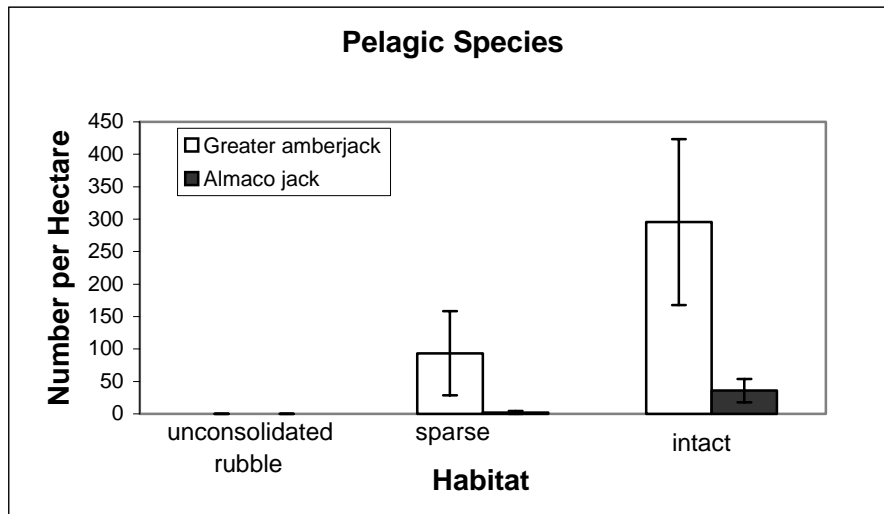 Pelagic Species
Number per Hectare
450
400
350
300
250
200
150
100
50
0
Greater amberjack
Almaco jack
unconsolidated
rubble
sparse
intact
Habitat